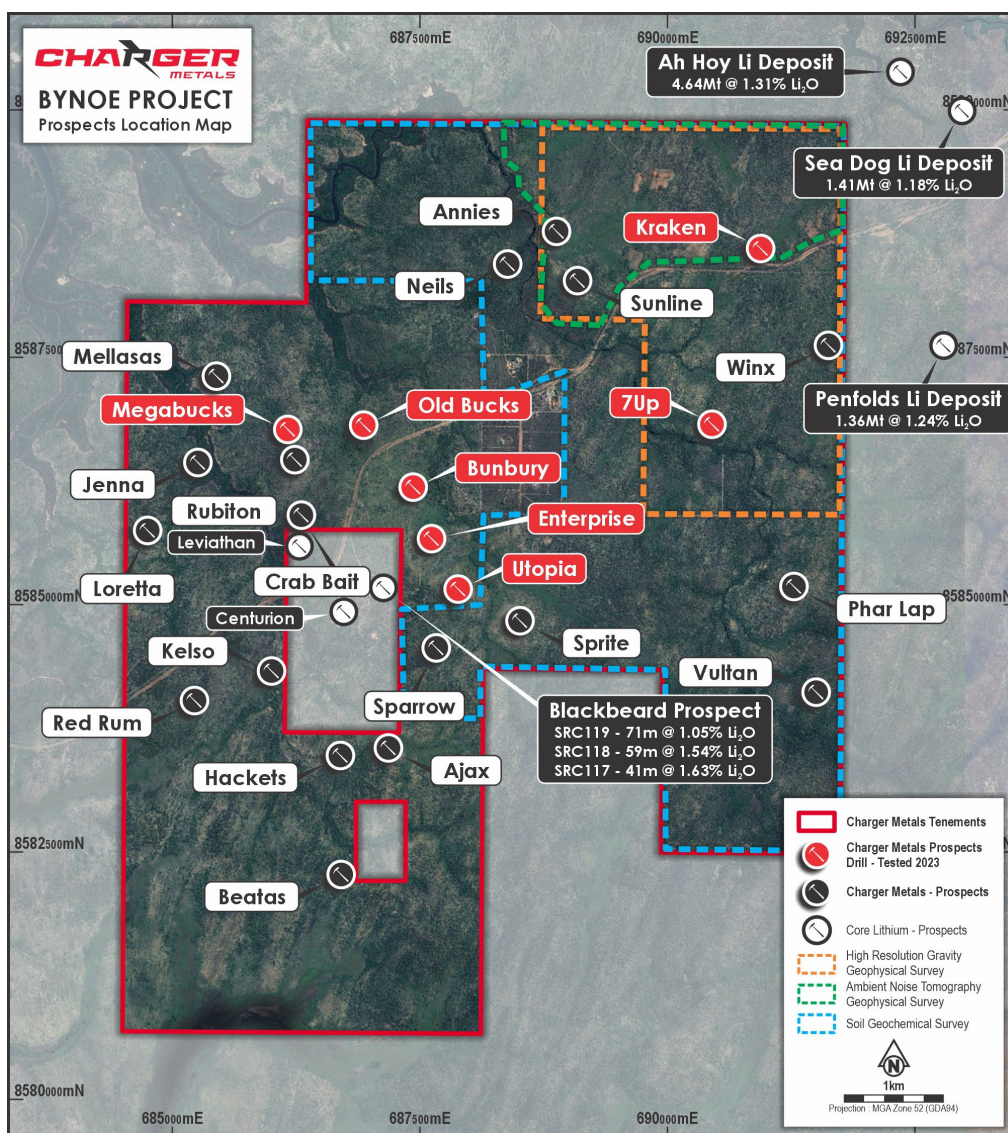 CHARGER
METALS
BYNOE PROJECT
Prospects Location Map
687500mE
690000mE
692500mE
Ah Hoy Li Deposit
4.64Mt @ 1.31% Li₂O
Sea Dog Li Deposit
1.41Mt @ 1.18% Li₂O
Annies
Kraken
Neils
Sunline
8587500mN
87500mN
Mellasas
Winx
Penfolds Li Deposit
1.36Mt @ 1.24% Li₂O
Megabucks
Old Bucks
7Up
Jenna
Bunbury
Rubiton
Enterprise
Leviathan
Loretta
Crab Bait
Utopia
8585000mN
8585000mN
Centurion
Phar Lap
Kelso
Sprite
Vultan
Red Rum
Sparrow
Blackbeard Prospect
SRC119 - 71m @ 1.05% Li₂O
SRC118 - 59m @ 1.54% Li₂O
SRC117 - 41m @ 1.63% Li₂O
Hackets
Ajax
8582500mN
Beatas
Charger Metals Tenements
Charger Metals Prospects
Drill - Tested 2023
Charger Metals - Prospects
Core Lithium - Prospects
High Resolution Gravity
Geophysical Survey
Ambient Noise Tomography
Geophysical Survey
Soil Geochemical Survey
N
1km
Projection : MGA Zone 52 (GDA94)
8580000mN
685000mE
687500mE
690000mE